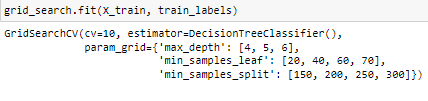 grid_search.fit(X_train, train_labels)
GridSearchCV(cv=10, estimator=DecisionTreeClassifier(),
param_grid={'max_depth': [4, 5, 6],
'min_samples_leaf': [20, 40, 60, 70],
'min_samples_split': [150, 200, 250, 300]})